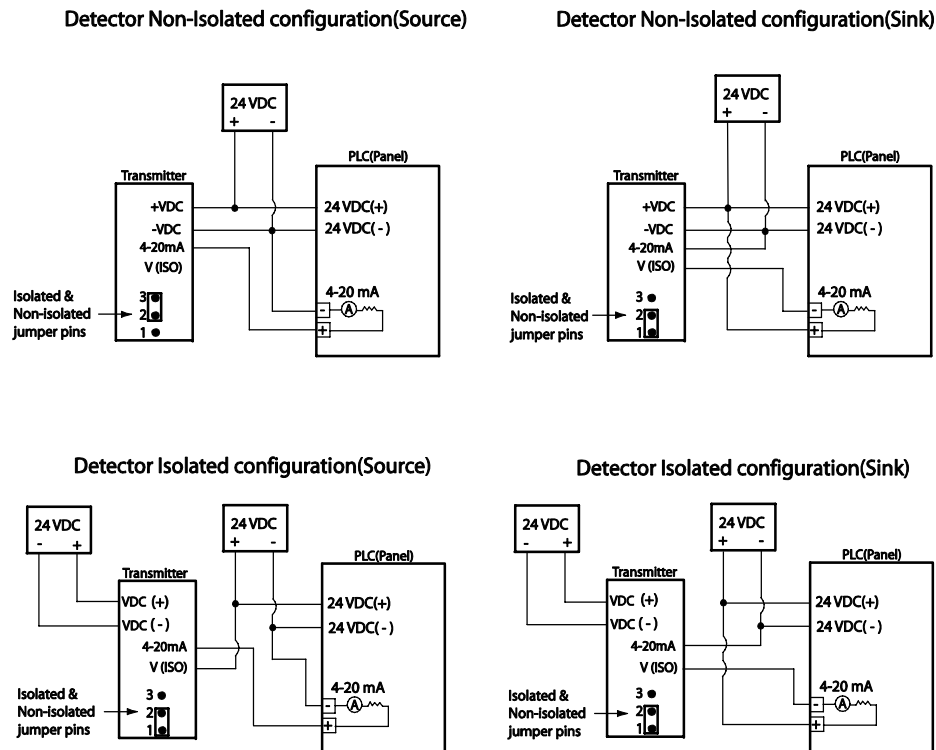 Detector Non-Isolated configuration(Source)
24 VDC
+ -
PLC(Panel)
Transmitter
+VDC
-VDC
4-20mA
V (ISO)
24 VDC(+)
24 VDC( - )
Isolated &
Non-isolated
jumper pins
3
2
1
4-20 mA
- A
+
Detector Non-Isolated configuration(Sink)
24 VDC
+ -
PLC(Panel)
Transmitter
+VDC
-VDC
4-20mA
V (ISO)
24 VDC(+)
24 VDC( - )
Isolated &
Non-isolated
jumper pins
3
2
1
4-20 mA
- A
+
Detector Isolated configuration(Source)
24 VDC
- +
24 VDC
+ -
PLC(Panel)
Transmitter
VDC (+)
VDC ( - )
4-20mA
V (ISO)
24 VDC(+)
24 VDC( - )
Isolated &
Non-isolated
jumper pins
3
2
1
4-20 mA
- A
+
Detector Isolated configuration(Sink)
24 VDC
- +
24 VDC
+ -
PLC(Panel)
Transmitter
VDC (+)
VDC ( - )
4-20mA
V (ISO)
24 VDC(+)
24 VDC( - )
Isolated &
Non-isolated
jumper pins
3
2
1
4-20 mA
- A
+